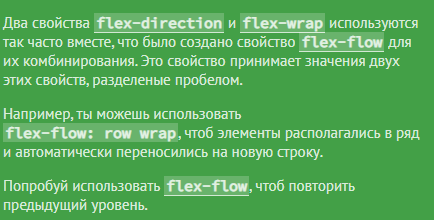 Два свойства flex-direction и flex-wrap используются
так часто вместе, что было создано свойство flex-flow для
их комбинирования. Это свойство принимает значения двух
этих свойств, разделеные пробелом.
Например, ты можешь использовать
flex-flow: row wrap, чтоб элементы располагались в ряд
и автоматически переносились на новую строку.
Попробуй использовать flex-flow, чтоб повторить
предыдущий уровень.